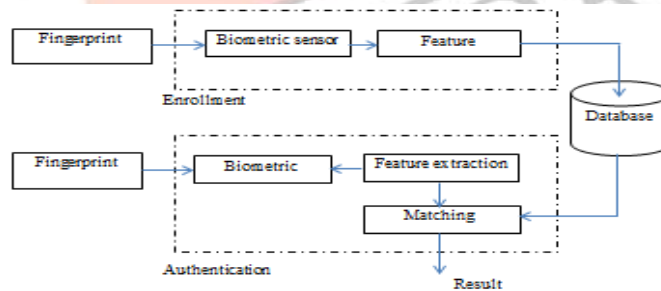 Fingerprint
Biometric sensor
Feature
Enrollment
Database
Fingerprint
Biometric
Feature extraction
Matching
Authentication
Result